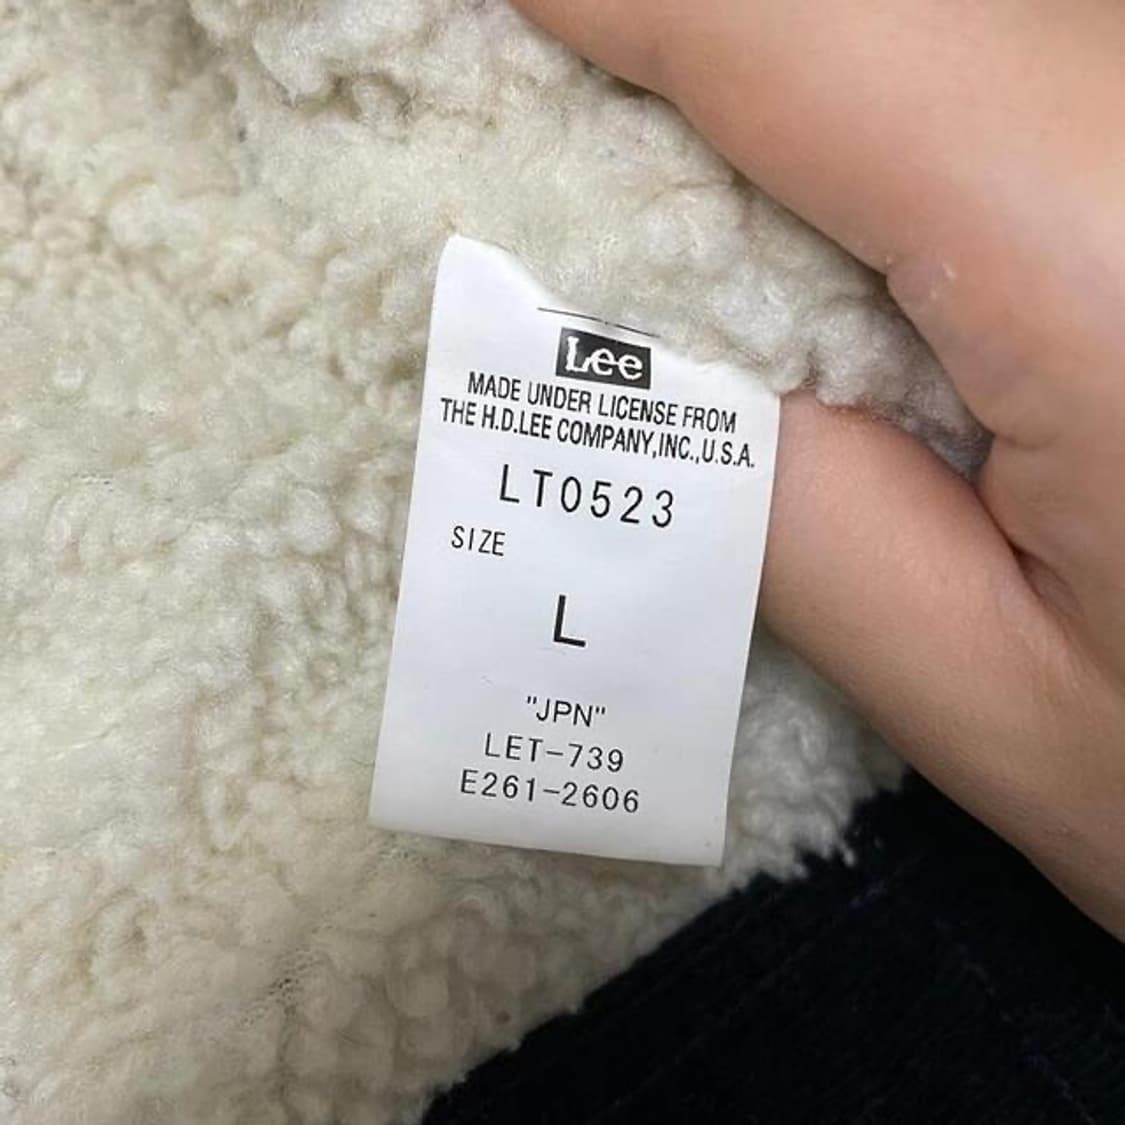 Lee
MADE UNDER LICENSE FROM
THE H.D.LEE COMPANY,INC.,U.S.A.
LT0523
SIZE
L
"JPN"
LET-739
E261-2606